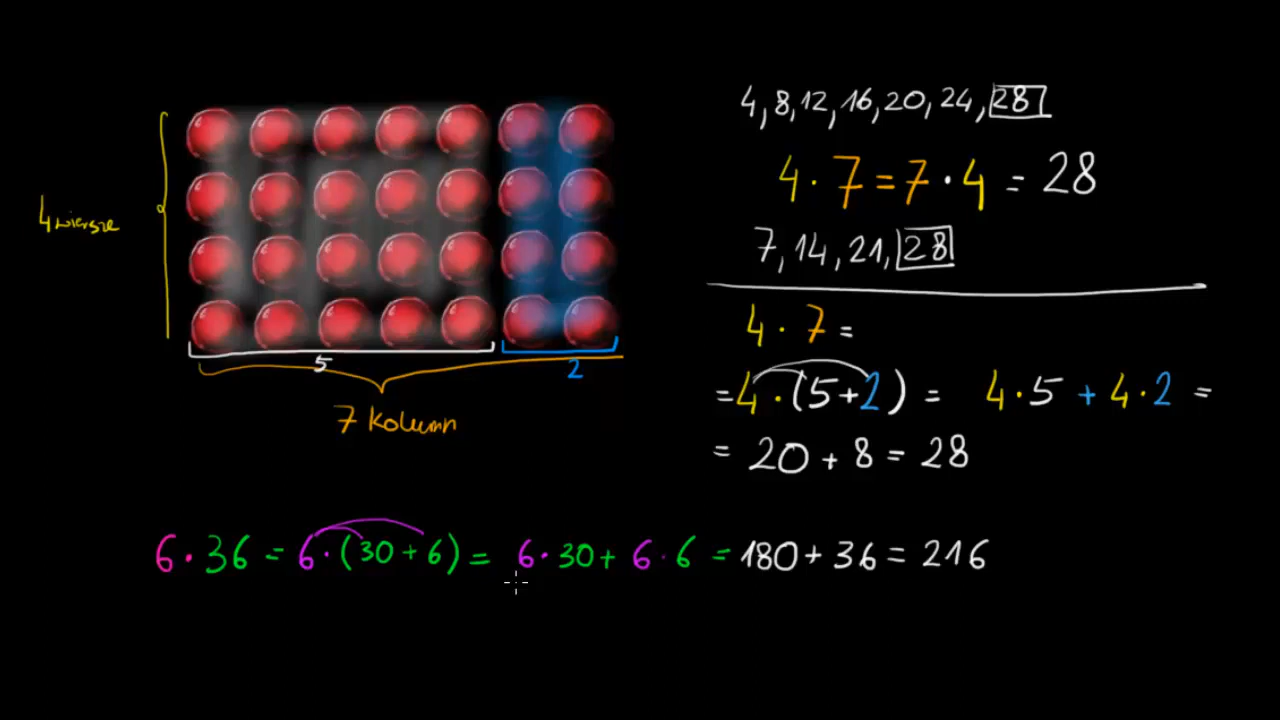 4 wiersze
5
2
7 kolumn
4, 8, 12, 16, 20, 24, 28
4 · 7 = 7 · 4 = 28
7, 14, 21, 28
4 · 7 =
= 4 · (5+2) = 4 · 5 + 4 · 2 =
= 20 + 8 = 28
6 · 36 = 6 · (30 + 6) = 6 · 30 + 6 · 6 = 180 + 36 = 216